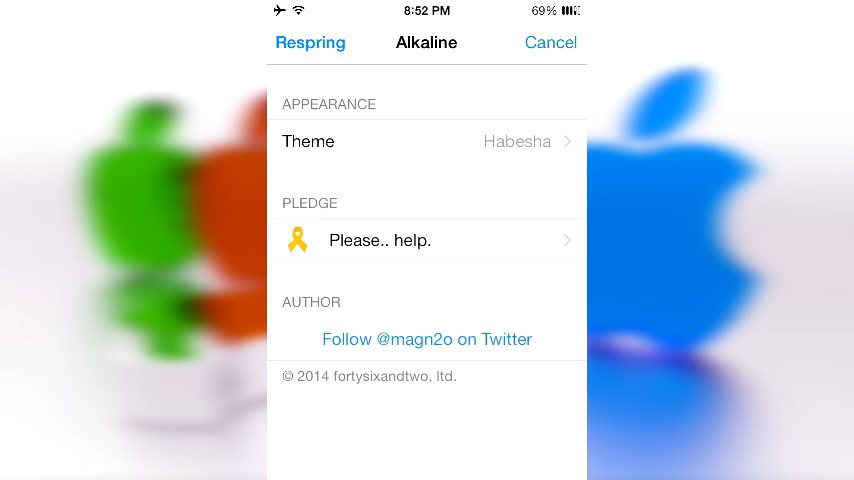 8:52 PM 69%
Respring Alkaline Cancel
APPEARANCE
Theme Habesha
PLEDGE
Please.. help.
AUTHOR
Follow @magn2o on Twitter
© 2014 fortysixandtwo, ltd.